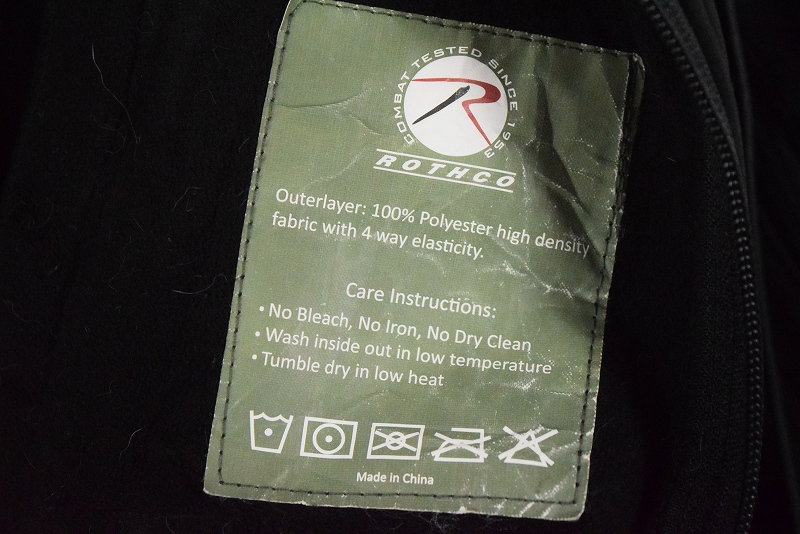 COMBAT TESTED SINCE 1953
R
ROTHCO
Outerlayer: 100% Polyester high density
fabric with 4 way elasticity.
Care Instructions:
• No Bleach, No Iron, No Dry Clean
• Wash inside out in low temperature
• Tumble dry in low heat
Made in China